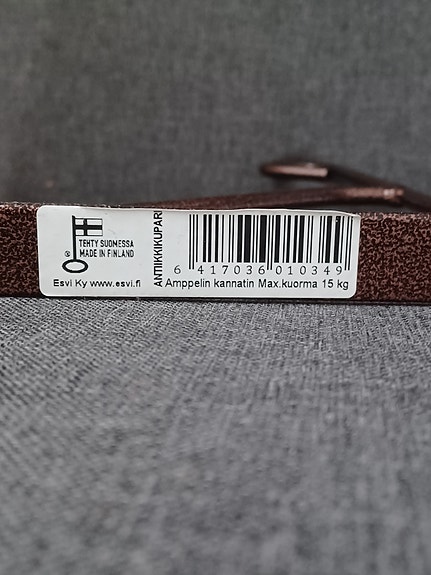 TEHTY SUOMESSA
MADE IN FINLAND
Esvi Ky www.esvi.fi
ANTIIKKIKUPARI
6 417036 010349
Amppelin kannatin Max.kuorma 15 kg